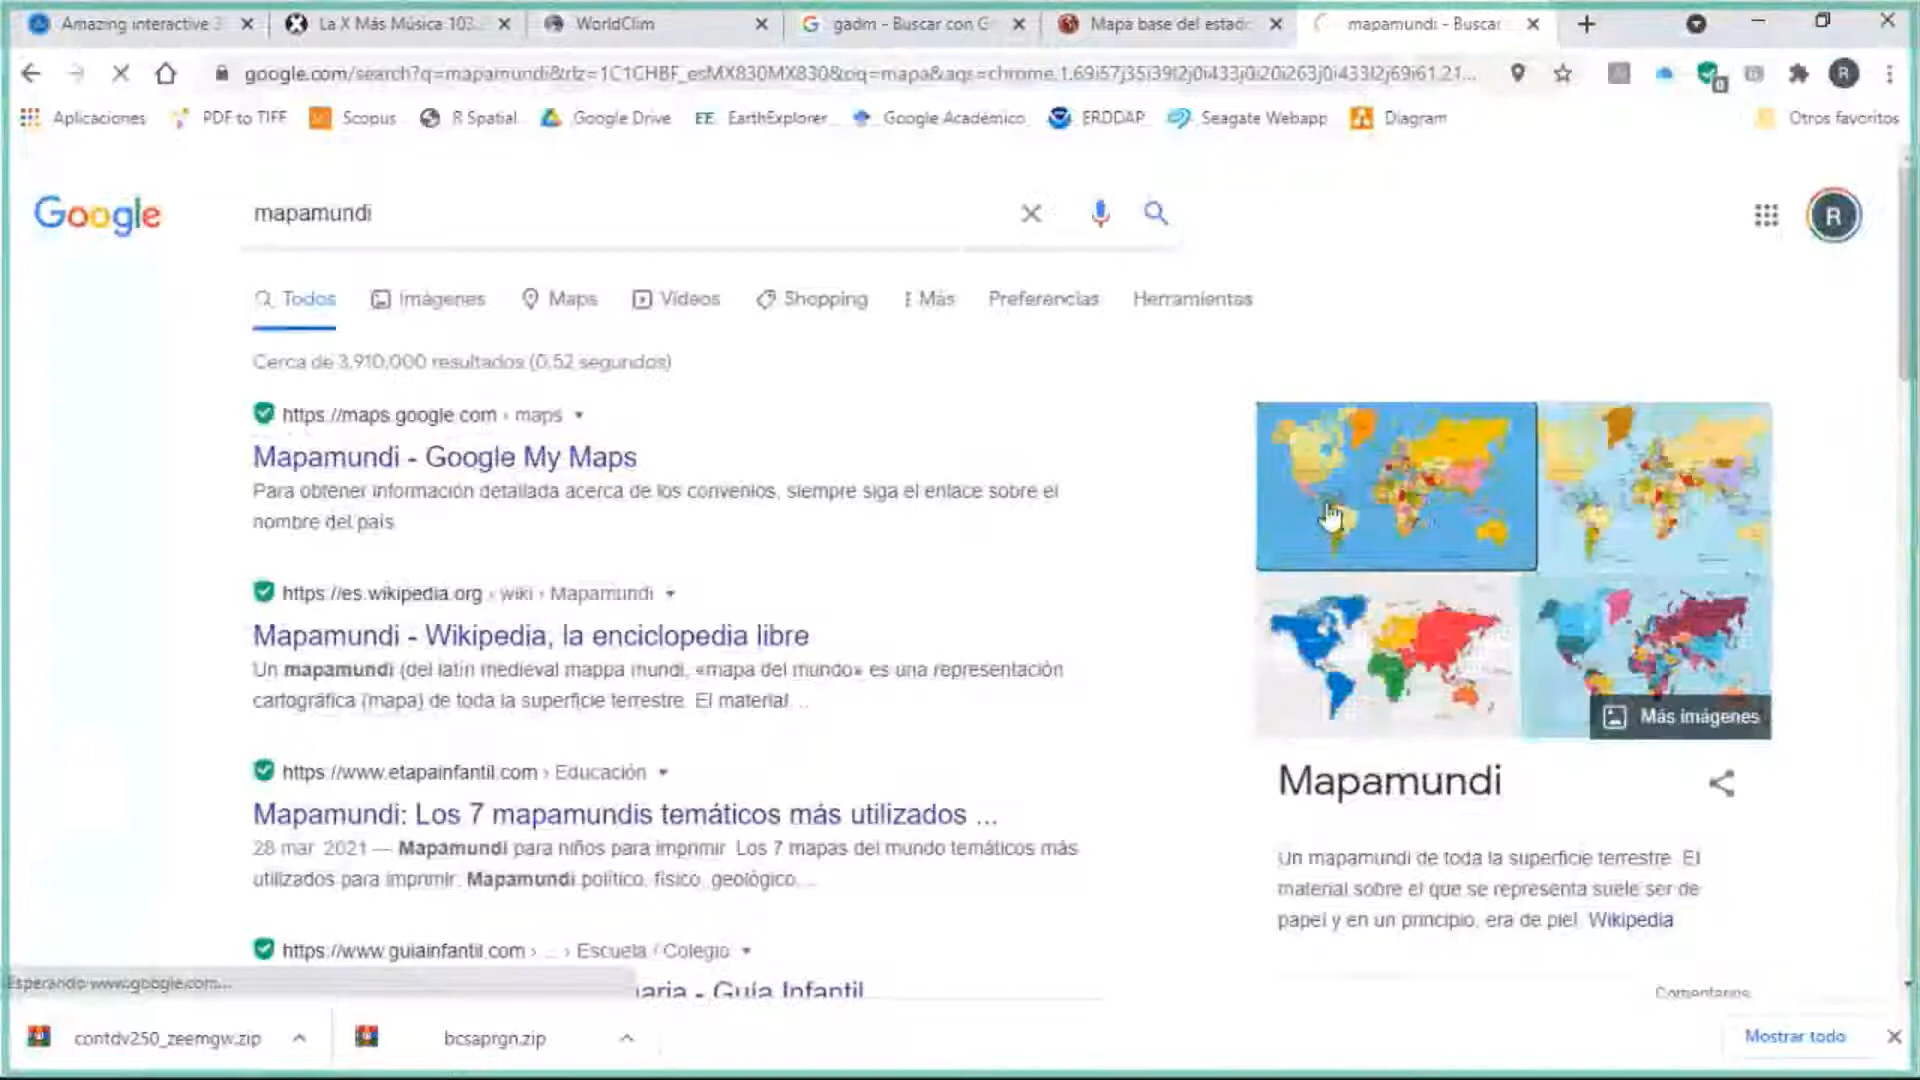 Amazing interactive 3
La X Más Música 103.
WorldClim
gadm - Buscar con G
Mapa base del estado
mapamundi - Buscar
google.com/search?q=mapamundi&rlz=1C1CHBF_esMX830MX830&oq=mapa&aqs=chrome.1.69i57j35i39l2j0i433j0i20i263j0i433l2j69i61.21...
R
Aplicaciones
PDF to TIFF
Scopus
R Spatial
Google Drive
EE EarthExplorer
Google Académico
ERDDAP
Seagate Webapp
Diagram
Otros favoritos
Google
mapamundi
R
Todos
Imágenes
Maps
Vídeos
Shopping
Más
Preferencias
Herramientas
Cerca de 3,910,000 resultados (0.52 segundos)
https://maps.google.com › maps
Mapamundi - Google My Maps
Para obtener información detallada acerca de los convenios, siempre siga el enlace sobre el
nombre del país
https://es.wikipedia.org › wiki › Mapamundi
Mapamundi - Wikipedia, la enciclopedia libre
Un mapamundi (del latín medieval mappa mundi, «mapa del mundo» es una representación
cartográfica (mapa) de toda la superficie terrestre. El material ...
https://www.etapainfantil.com › Educación
Mapamundi: Los 7 mapamundis temáticos más utilizados ...
28 mar. 2021 — Mapamundi para niños para imprimir. Los 7 mapas del mundo temáticos más
utilizados para imprimir. Mapamundi político, físico, geológico, ...
https://www.guiainfantil.com › ... › Escuela / Colegio
aria - Guía Infantil
Más imágenes
Mapamundi
Un mapamundi de toda la superficie terrestre. El
material sobre el que se representa suele ser de
papel y en un principio, era de piel. Wikipedia
Comentarios
Esperando www.google.com...
contdv250_zeemgw.zip
bcsaprgn.zip
Mostrar todo